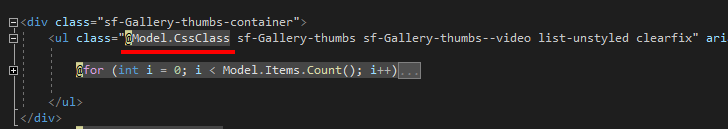 <div class="sf-Gallery-thumbs-container">
<ul class="@Model.CssClass sf-Gallery-thumbs sf-Gallery-thumbs--video list-unstyled clearfix" ari
@for (int i = 0; i < Model.Items.Count(); i++)...
</ul>
</div>